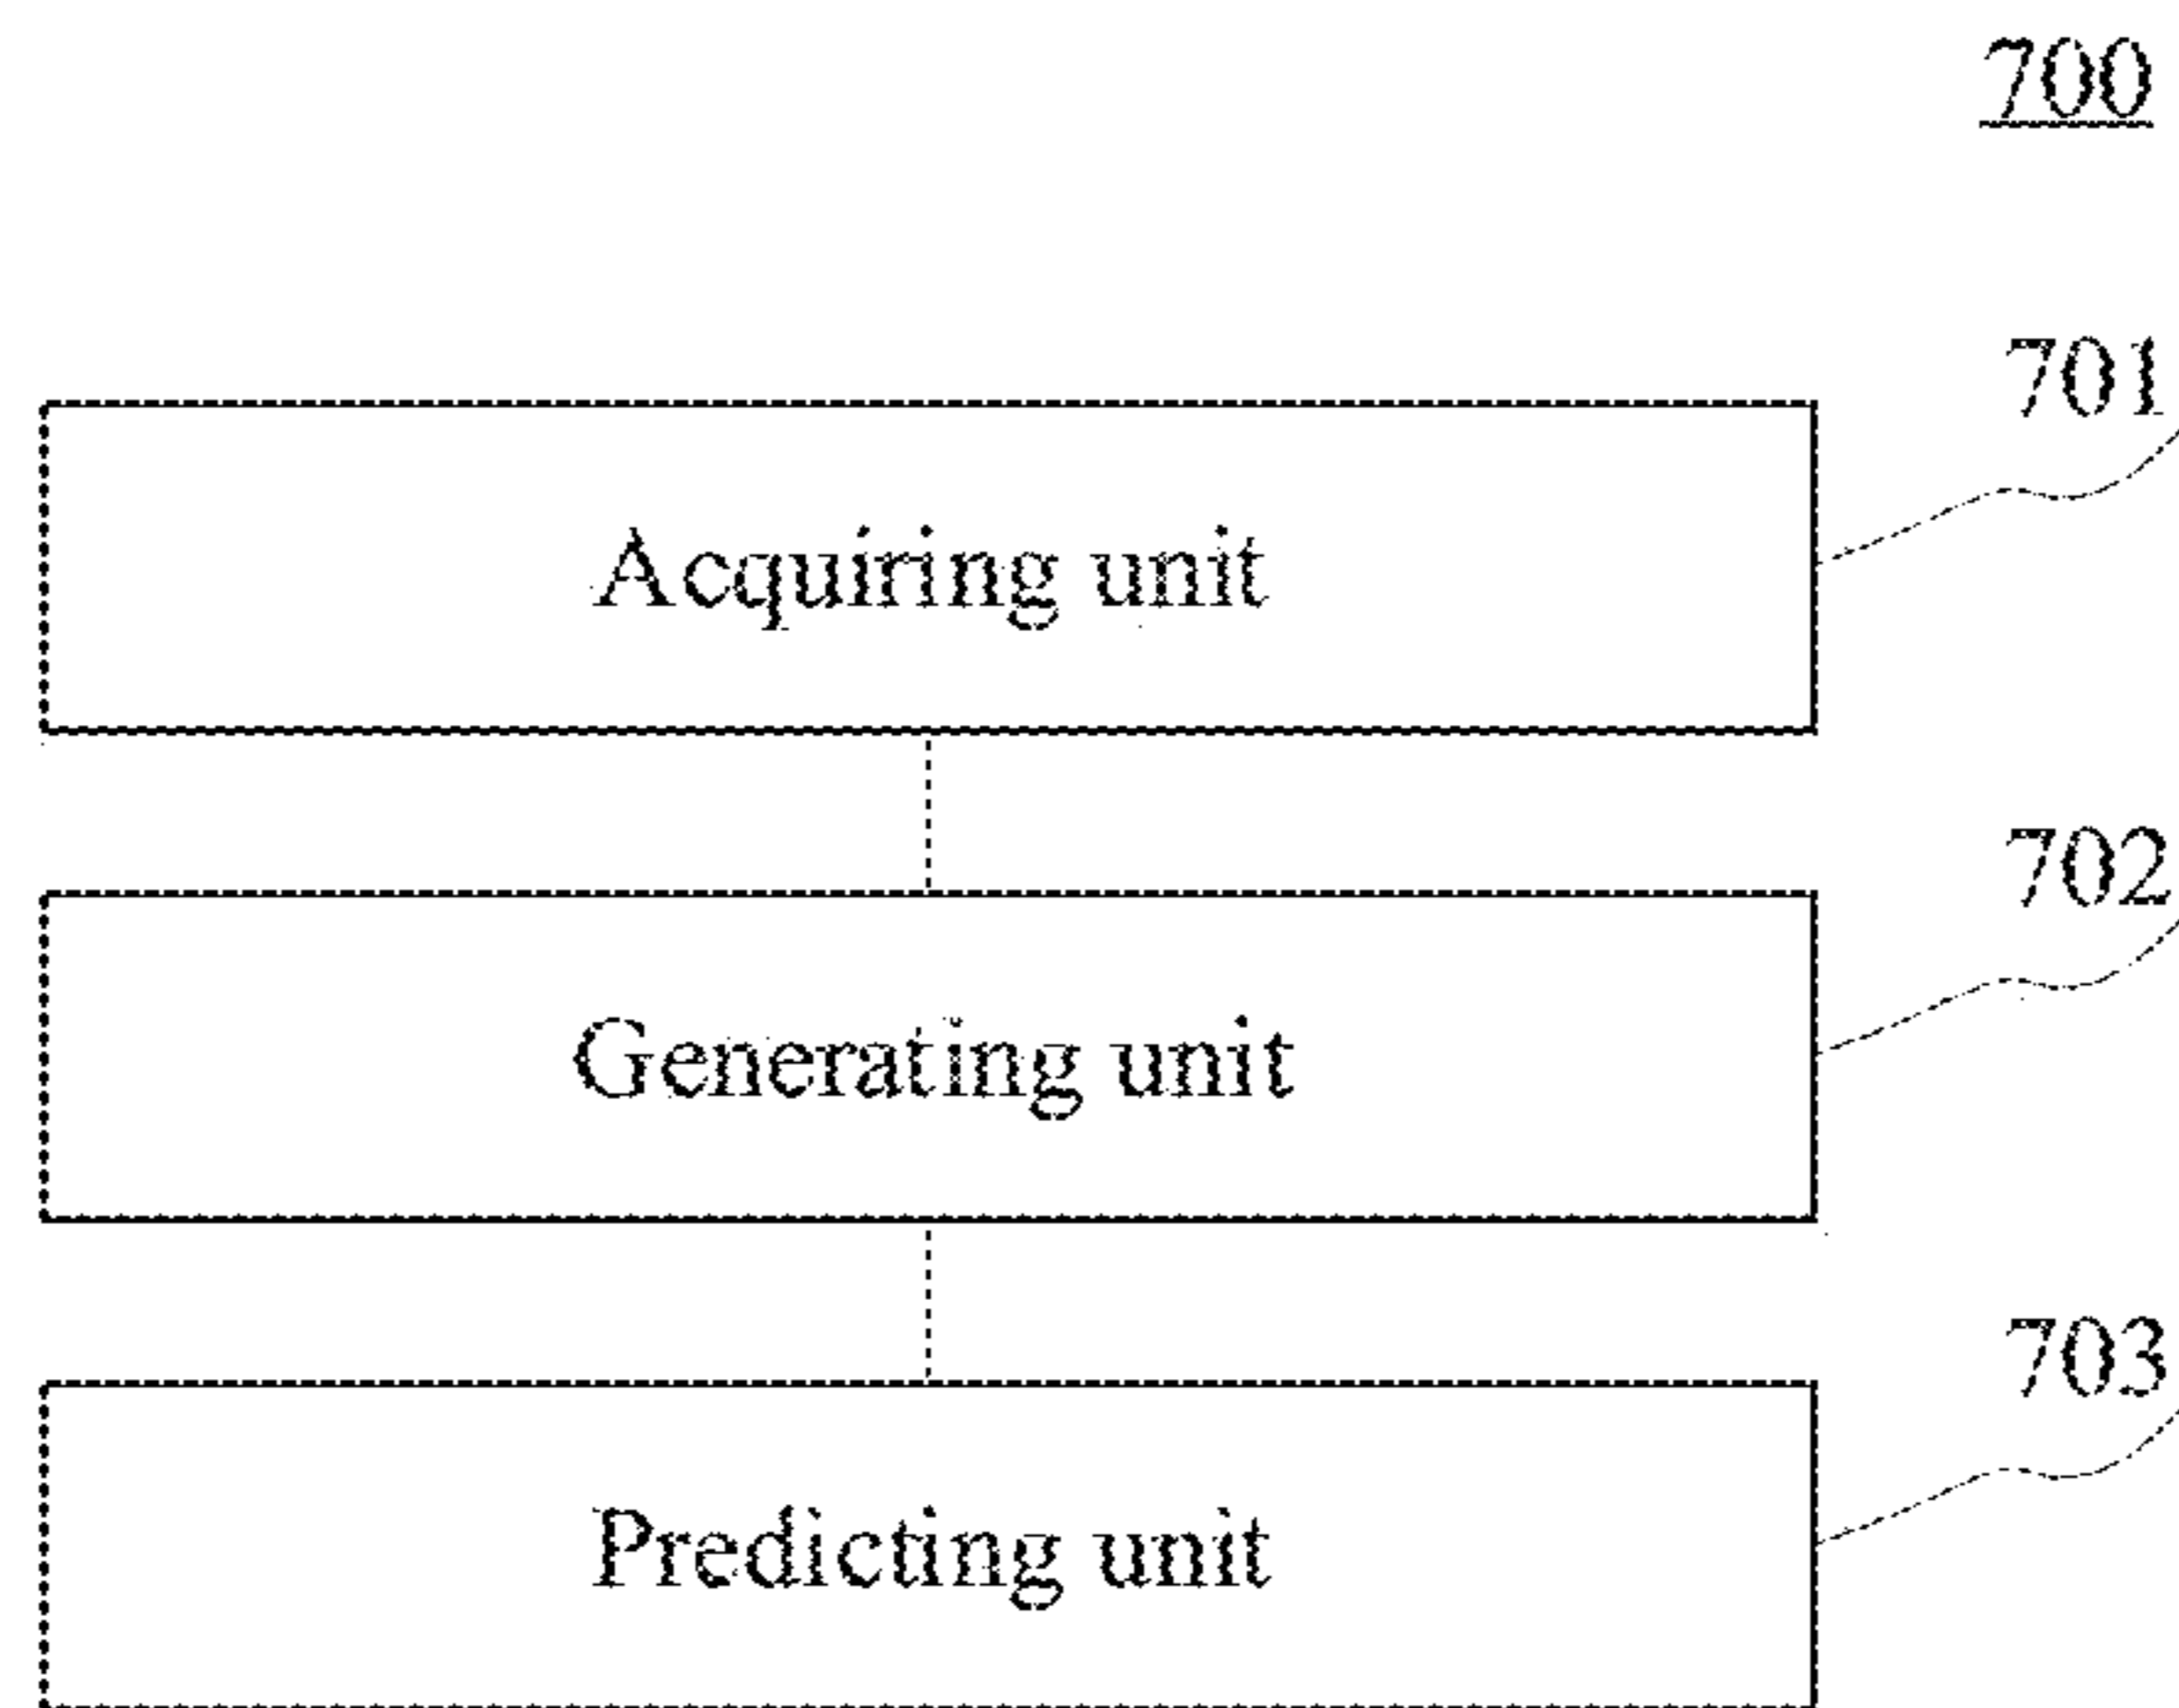 700
701
Acquiring unit
702
Generating unit
703
Predicting unit